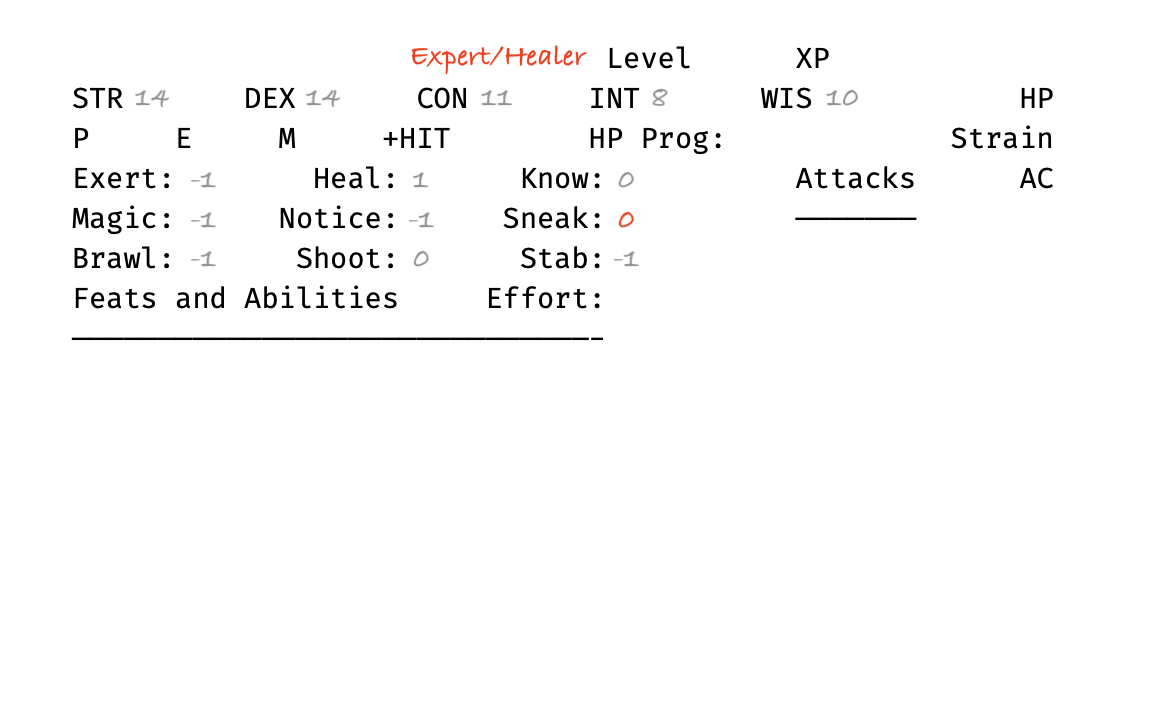 Expert/Healer Level XP
STR 14 DEX 14 CON 11 INT 8 WIS 10 HP
P E M +HIT HP Prog: Strain
Exert: -1 Heal: 1 Know: 0 Attacks AC
Magic: -1 Notice: -1 Sneak: 0
Brawl: -1 Shoot: 0 Stab: -1
Feats and Abilities Effort: